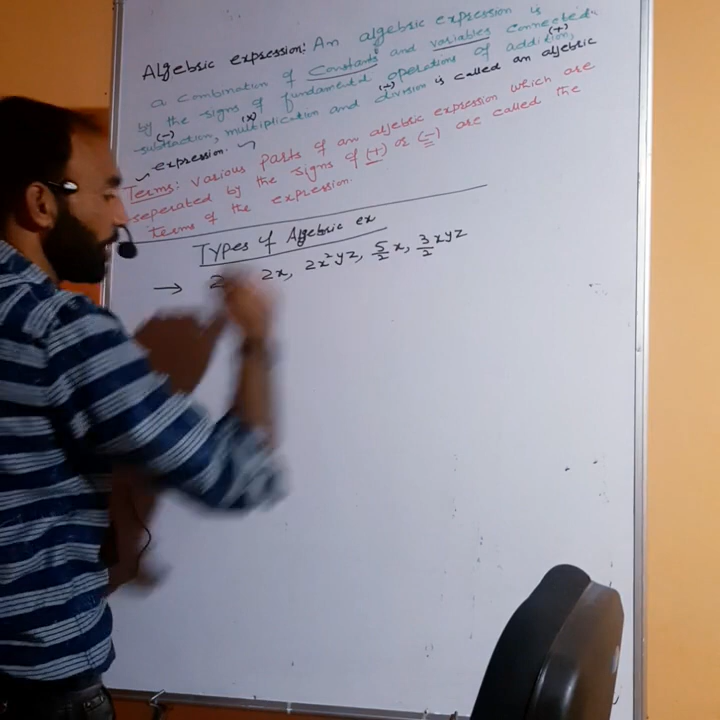 Algebric expression: An algebric expression is
a combination of Constants and variables connected
by the signs of fundamental operations of addition, (+)
(-) subtraction, (x) multiplication and (÷) division is called an algebric
expression.
Terms: Various parts of an algebric expression which are
seperated by the signs of (+) or (-) are called the
terms of the expression.
Types of Algebric ex
→ 2 2x, 2x²yz, 5/2 x, 3/2 xyz